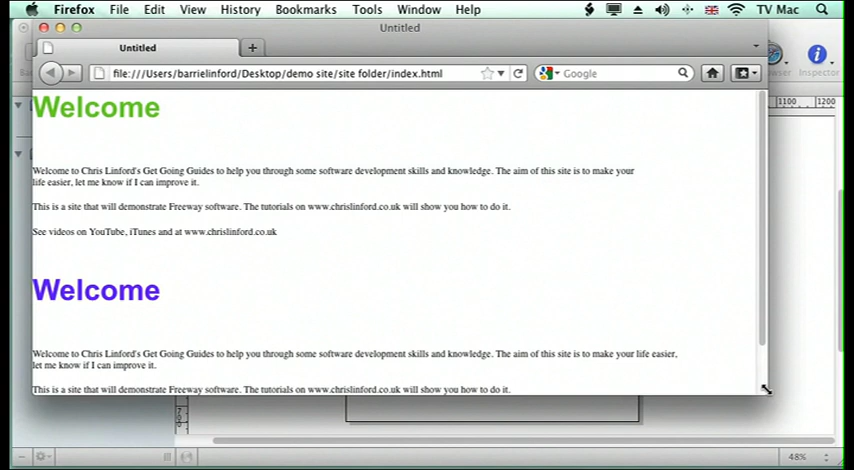 Firefox File Edit View History Bookmarks Tools Window Help TV Mac
Untitled
Untitled
file:///Users/barrielinford/Desktop/demo site/site folder/index.html Google
Inspector
1100 1200
Welcome
Welcome to Chris Linford's Get Going Guides to help you through some software development skills and knowledge. The aim of this site is to make your
life easier, let me know if I can improve it.
This is a site that will demonstrate Freeway software. The tutorials on www.chrislinford.co.uk will show you how to do it.
See videos on YouTube, iTunes and at www.chrislinford.co.uk
Welcome
Welcome to Chris Linford's Get Going Guides to help you through some software development skills and knowledge. The aim of this site is to make your life easier,
let me know if I can improve it.
This is a site that will demonstrate Freeway software. The tutorials on www.chrislinford.co.uk will show you how to do it.
48%